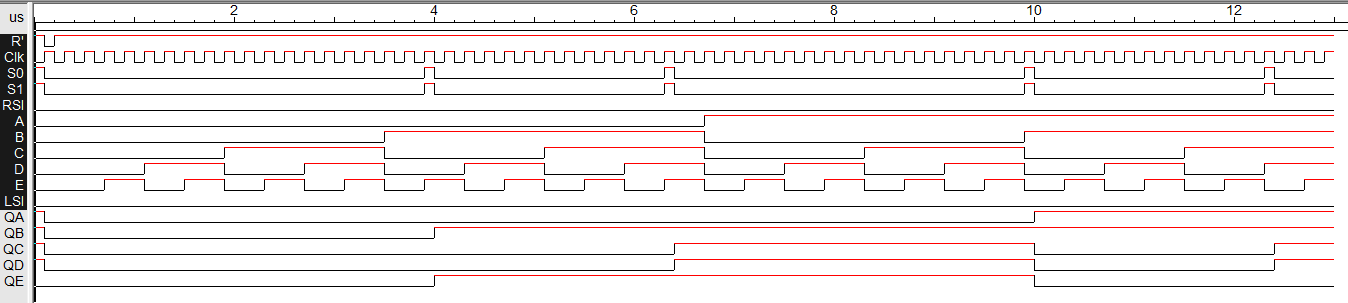 us 2 4 6 8 10 12
R'
Clk
S0
S1
RSI
A
B
C
D
E
LSI
QA
QB
QC
QD
QE